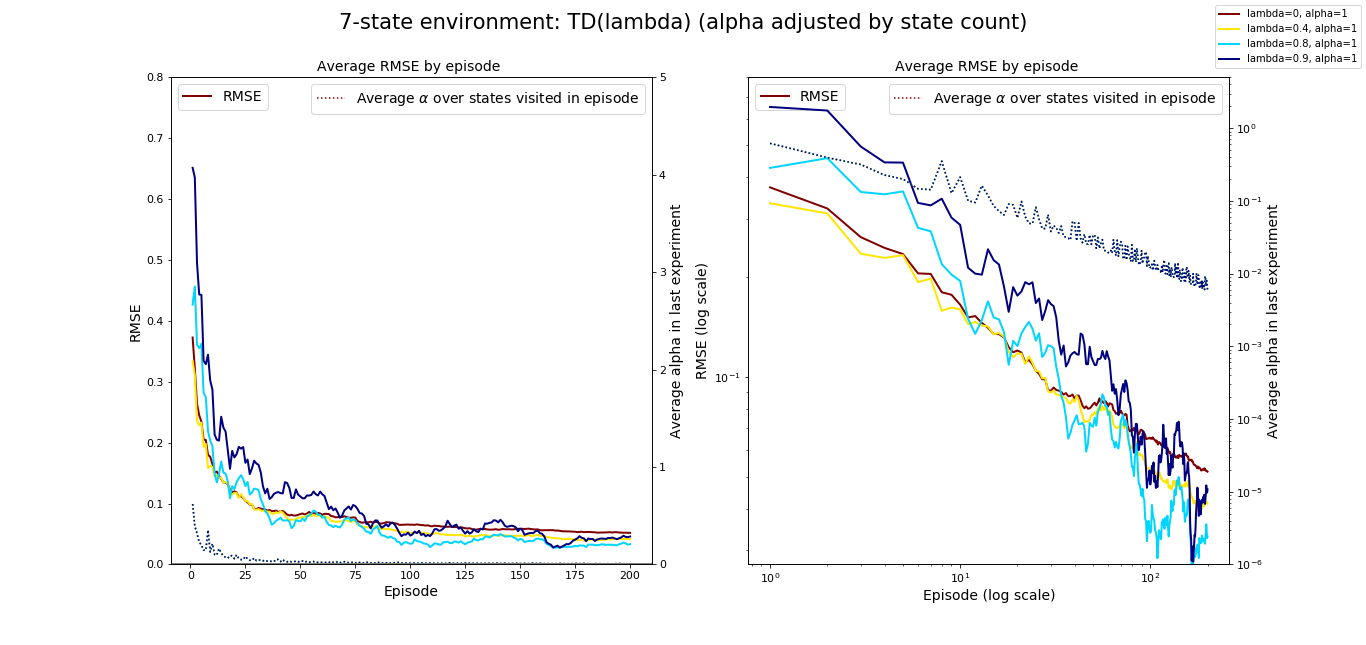 7-state environment: TD(lambda) (alpha adjusted by state count)
lambda=0, alpha=1
lambda=0.4, alpha=1
lambda=0.8, alpha=1
lambda=0.9, alpha=1
Average RMSE by episode
RMSE
Average α over states visited in episode
0.8
0.7
0.6
0.5
0.4
0.3
0.2
0.1
0.0
RMSE
0
25
50
75
100
125
150
175
200
Episode
5
4
3
2
1
0
Average alpha in last experiment
Average RMSE by episode
RMSE
Average α over states visited in episode
10⁻¹
RMSE (log scale)
10⁰
10¹
10²
Episode (log scale)
10⁰
10⁻¹
10⁻²
10⁻³
10⁻⁴
10⁻⁵
10⁻⁶
Average alpha in last experiment